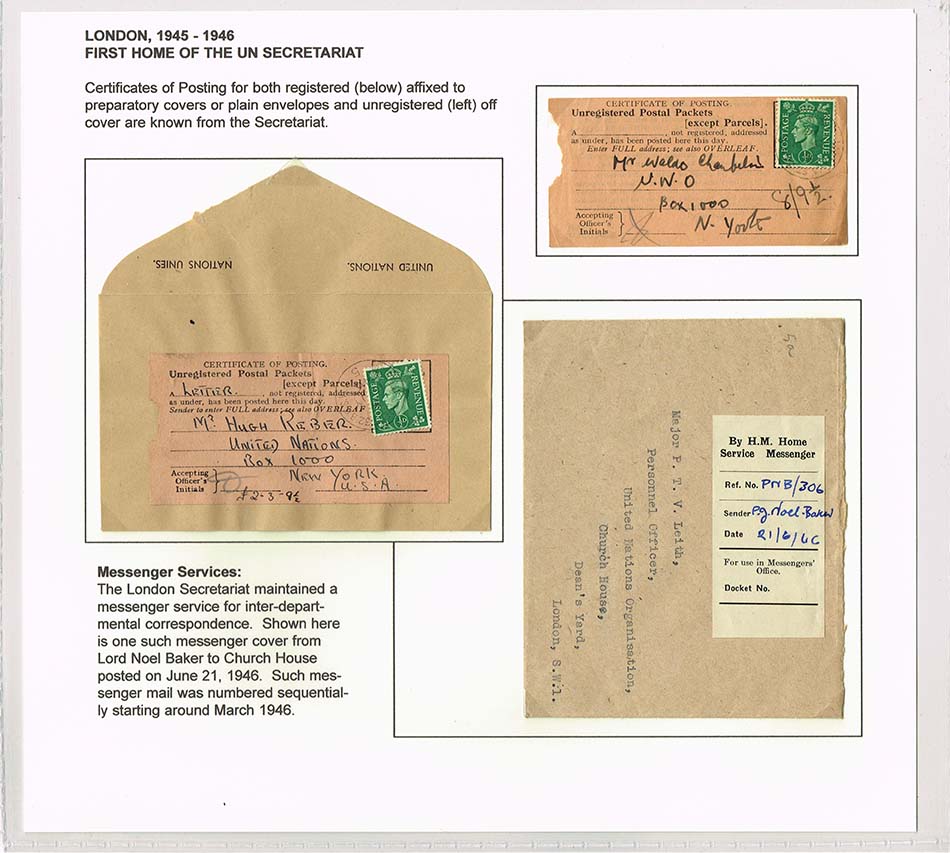 LONDON, 1945 - 1946
FIRST HOME OF THE UN SECRETARIAT
Certificates of Posting for both registered (below) affixed to
preparatory covers or plain envelopes and unregistered (left) off
cover are known from the Secretariat.
CERTIFICATE OF POSTING.
Unregistered Postal Packets
[except Parcels].
A , not registered, addressed
as under, has been posted here this day.
Enter FULL address; see also OVERLEAF.
Mr Waldo Chamberlin
U.N.O
Box 1000
N. York
8/9½.
Accepting
Officer's
Initials
POSTAGE
REVENUE
NATIONS UNIES.
UNITED NATIONS.
CERTIFICATE OF POSTING.
Unregistered Postal Packets
[except Parcels].
A LETTER. , not registered, addressed
as under, has been posted here this day.
Sender to enter FULL address; see also OVERLEAF
Mr. HUGH
UNITED NATIONS.
BOX 1000
NEW YORK.
U.S.A.
Accepting
Officer's
Initials
£2-3-9½
POSTAGE
REVENUE
5a
Major P. T. V. Leith,
Personnel Officer,
United Nations Organisation,
Church House,
Dean's Yard,
London, S.W.1.
By H.M. Home
Service Messenger
Ref. No. PNB/306
Sender P.J. Noel-Baker
Date 21/6/46
For use in Messengers'
Office.
Docket No.
Messenger Services:
The London Secretariat maintained a
messenger service for inter-depart-
mental correspondence. Shown here
is one such messenger cover from
Lord Noel Baker to Church House
posted on June 21, 1946. Such mes-
senger mail was numbered sequential-
ly starting around March 1946.